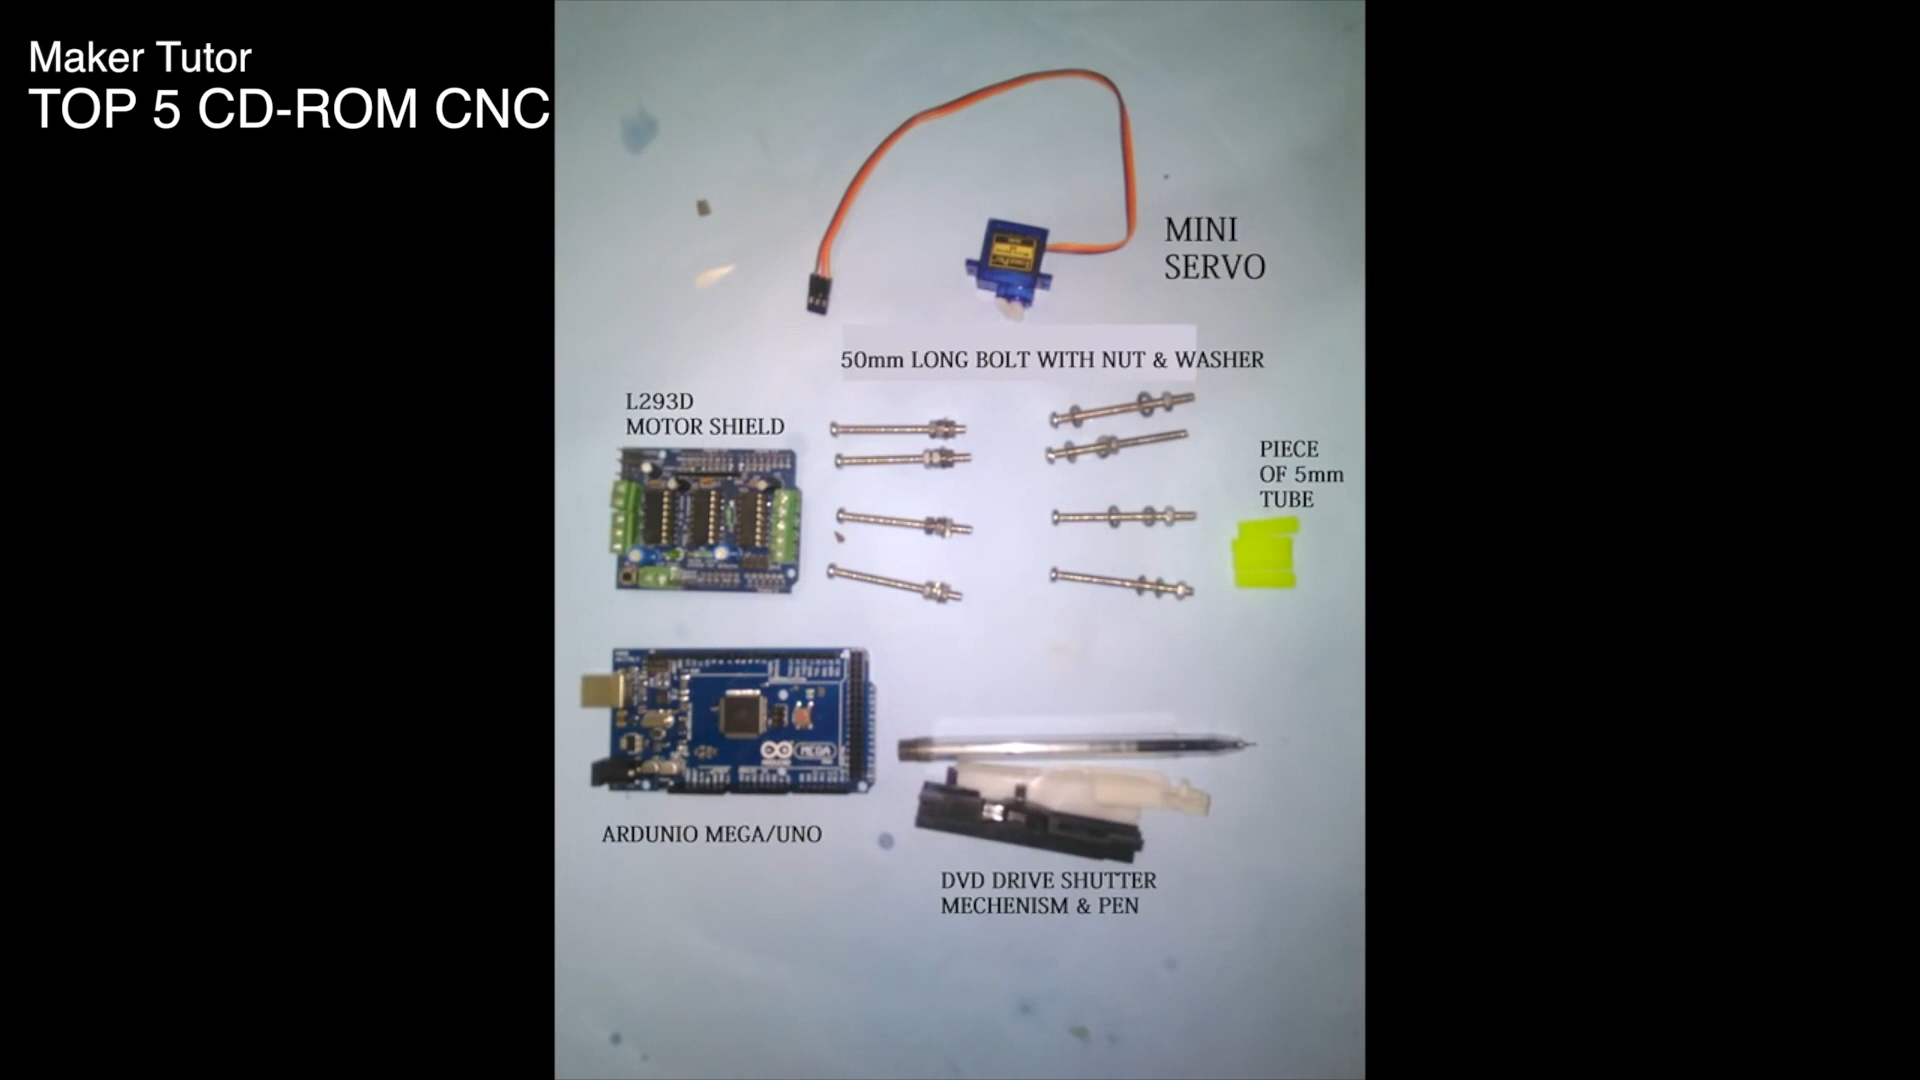 Maker Tutor
TOP 5 CD-ROM CNC
MINI
SERVO
50mm LONG BOLT WITH NUT & WASHER
L293D
MOTOR SHIELD
PIECE
OF 5mm
TUBE
MEGA
ARDUNIO MEGA/UNO
DVD DRIVE SHUTTER
MECHENISM & PEN